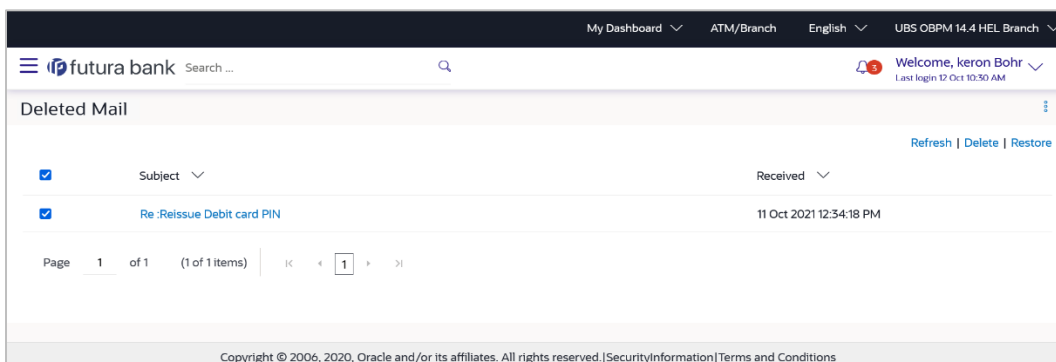 My Dashboard ATM/Branch English UBS OBPM 14.4 HEL Branch
futura bank Search ... 3 Welcome, keron Bohr
Last login 12 Oct 10:30 AM
Deleted Mail
Refresh | Delete | Restore
Subject Received
Re :Reissue Debit card PIN 11 Oct 2021 12:34:18 PM
Page 1 of 1 (1 of 1 items) 1
Copyright © 2006, 2020, Oracle and/or its affiliates. All rights reserved.|SecurityInformation|Terms and Conditions